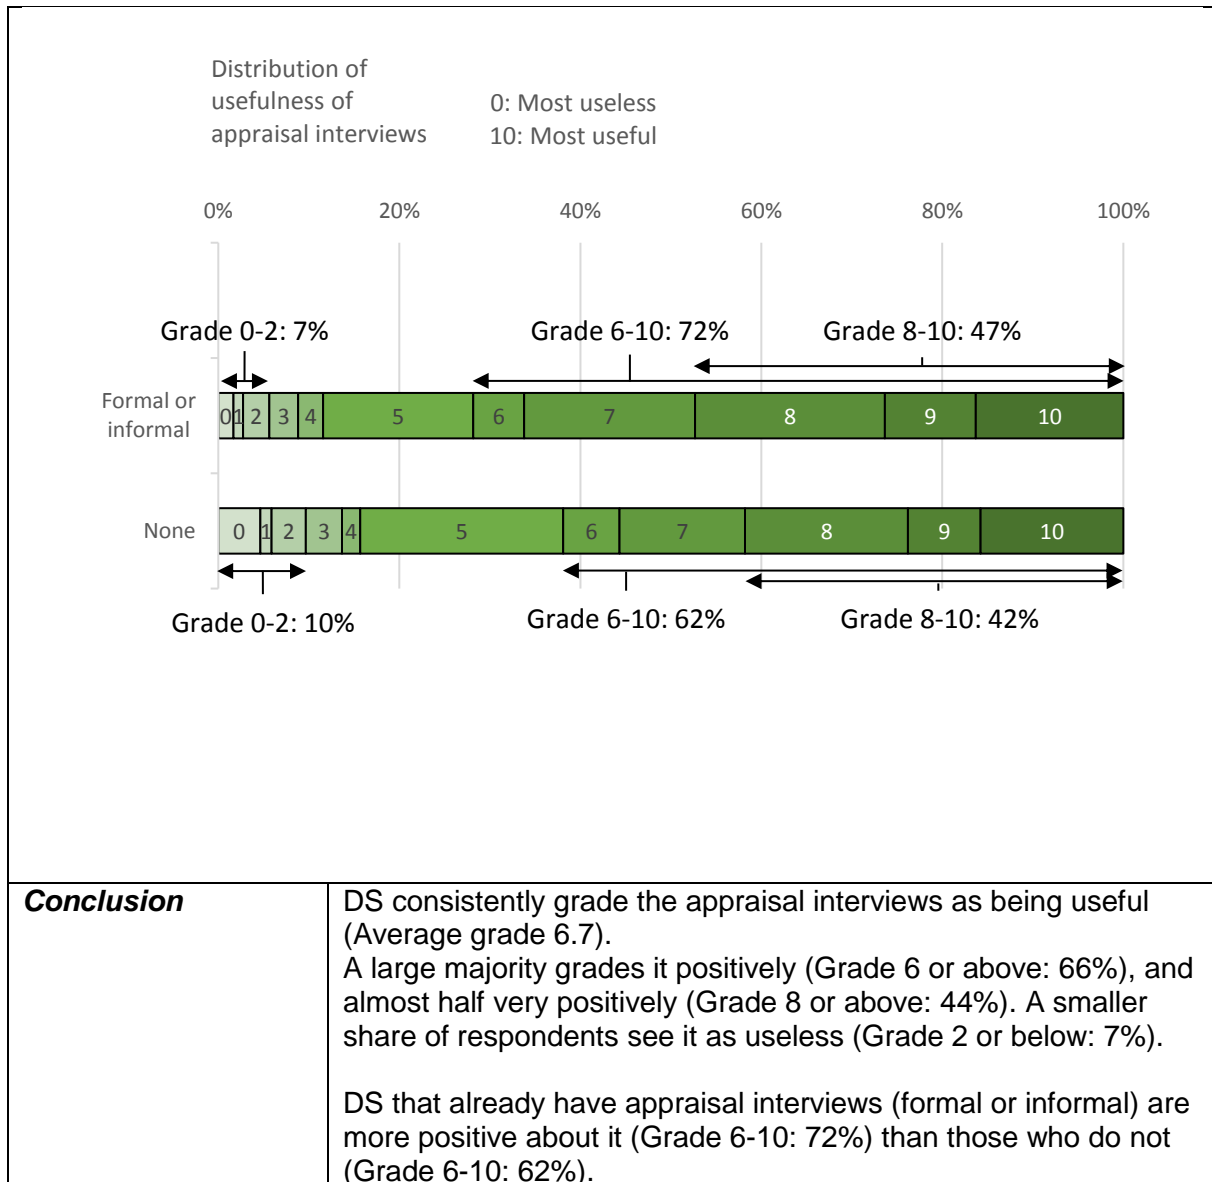 Distribution of
usefulness of
appraisal interviews
0: Most useless
10: Most useful
0% 20% 40% 60% 80% 100%
Grade 0-2: 7% Grade 6-10: 72% Grade 8-10: 47%
Formal or
informal
0 1 2 3 4 5 6 7 8 9 10
None 0 1 2 3 4 5 6 7 8 9 10
Grade 0-2: 10% Grade 6-10: 62% Grade 8-10: 42%
Conclusion
DS consistently grade the appraisal interviews as being useful
(Average grade 6.7).
A large majority grades it positively (Grade 6 or above: 66%), and
almost half very positively (Grade 8 or above: 44%). A smaller
share of respondents see it as useless (Grade 2 or below: 7%).
DS that already have appraisal interviews (formal or informal) are
more positive about it (Grade 6-10: 72%) than those who do not
(Grade 6-10: 62%).